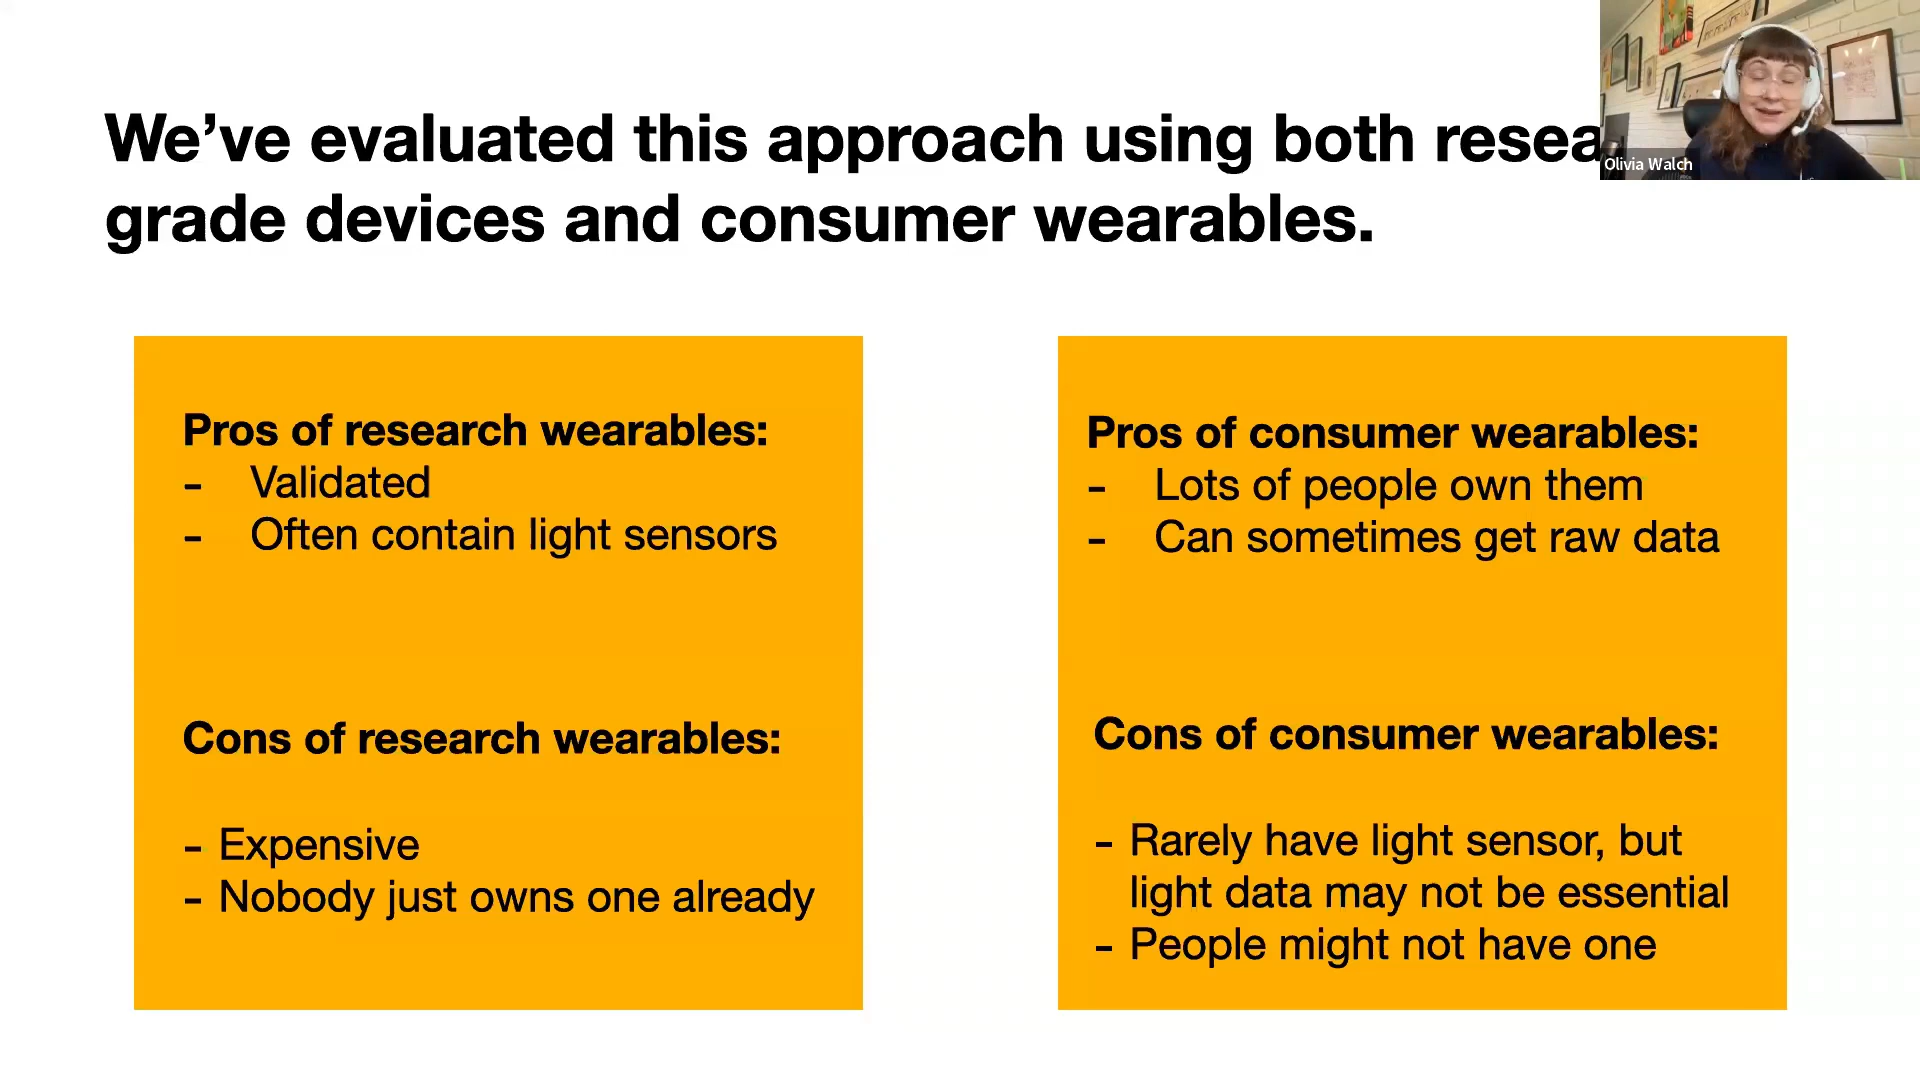 We’ve evaluated this approach using both resea
grade devices and consumer wearables.
Olivia Walch
Pros of research wearables:
- Validated
- Often contain light sensors
Cons of research wearables:
- Expensive
- Nobody just owns one already
Pros of consumer wearables:
- Lots of people own them
- Can sometimes get raw data
Cons of consumer wearables:
- Rarely have light sensor, but
light data may not be essential
- People might not have one